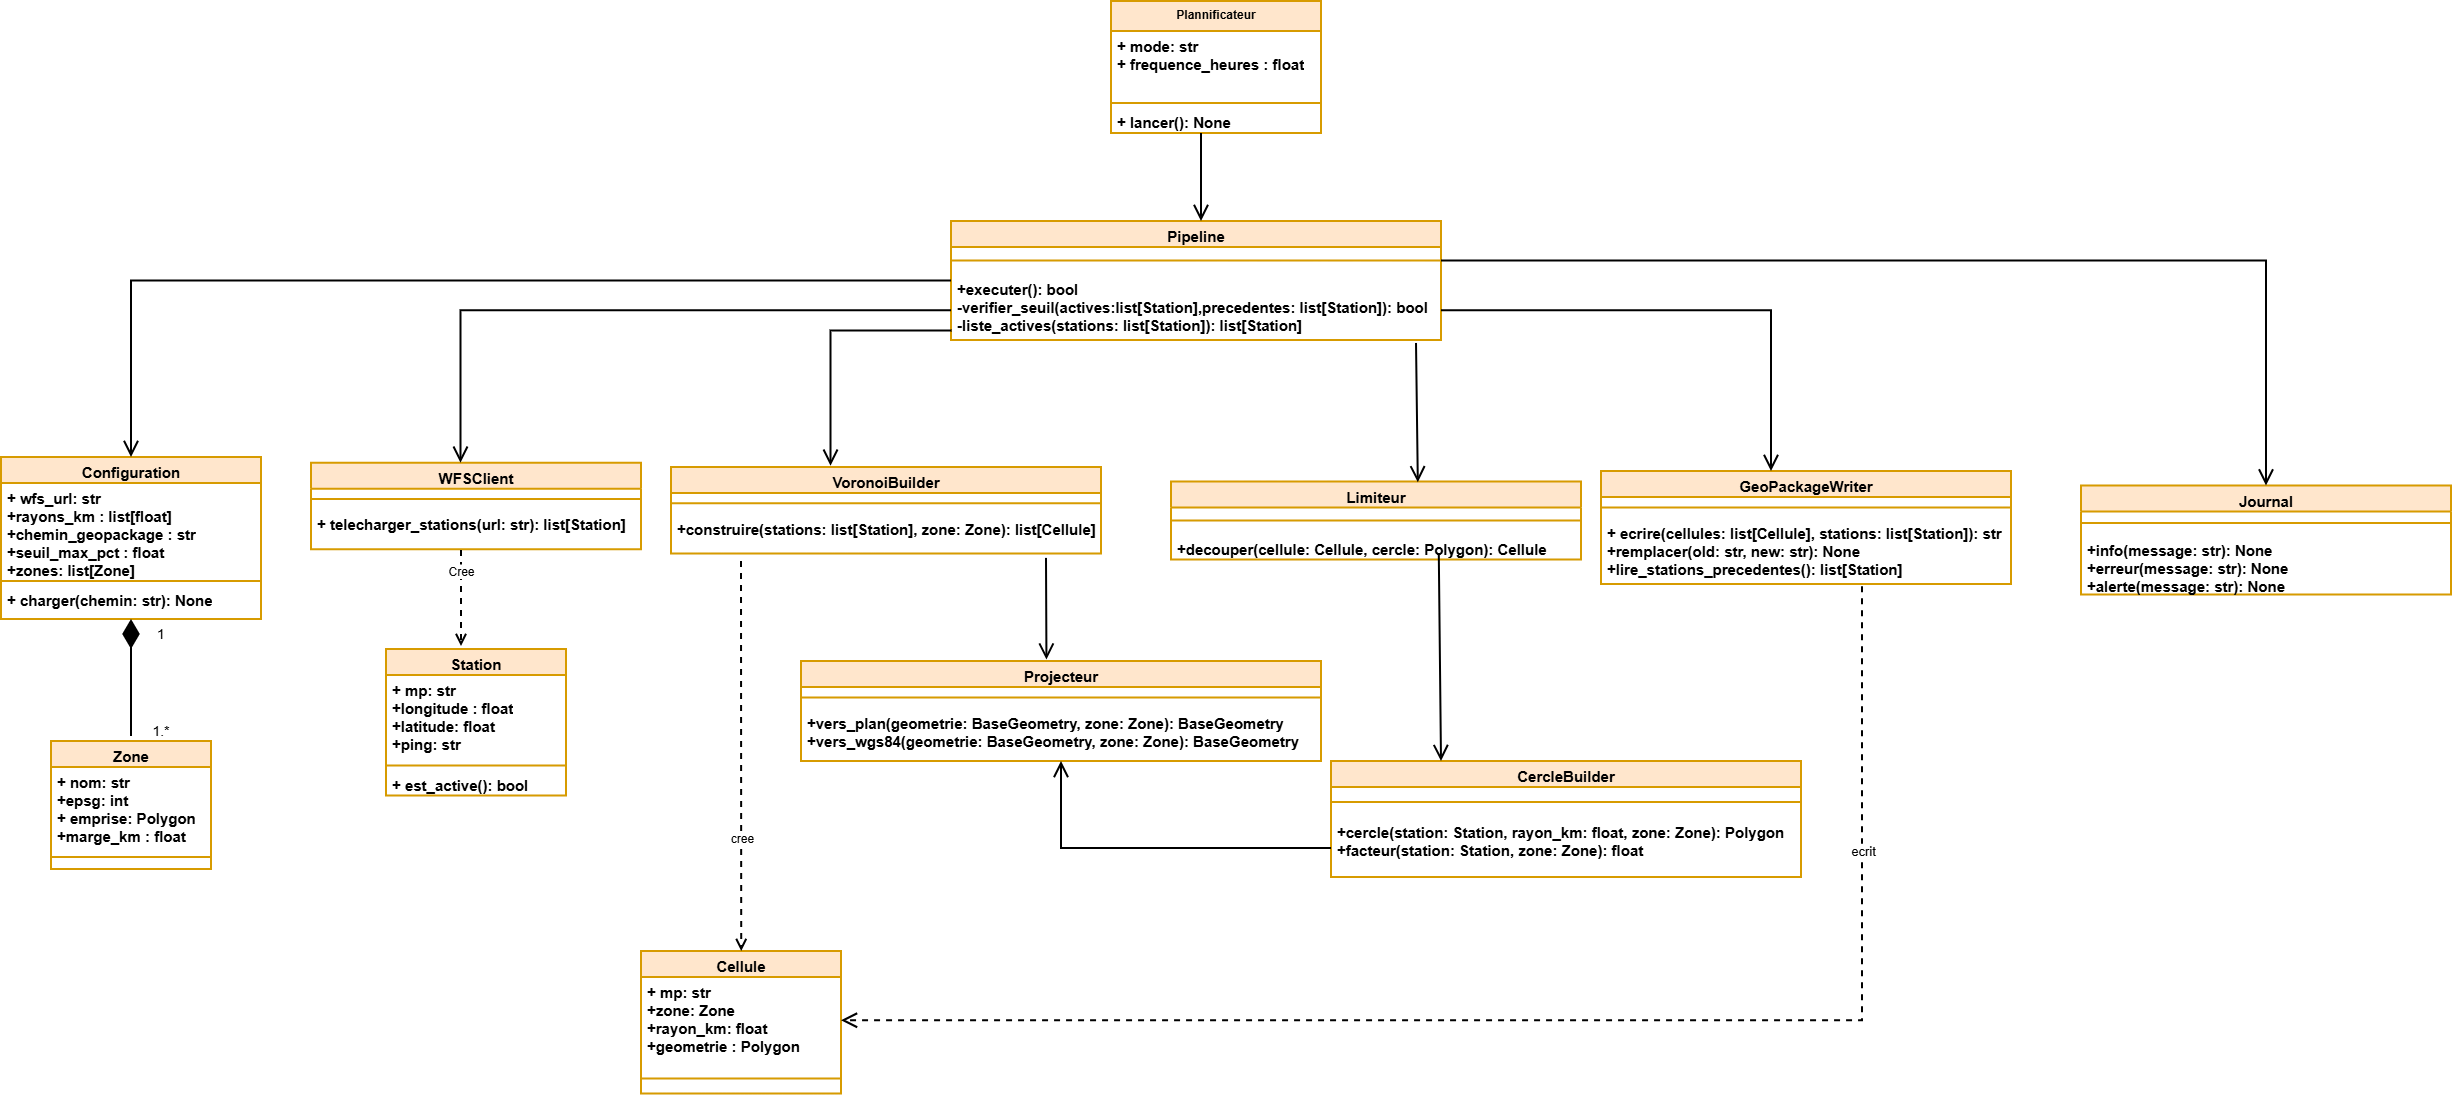 Plannificateur
+ mode: str
+ frequence_heures : float
+ lancer(): None
Pipeline
+executer(): bool
-verifier_seuil(actives:list[Station],precedentes: list[Station]): bool
-liste_actives(stations: list[Station]): list[Station]
Configuration
+ wfs_url: str
+rayons_km : list[float]
+chemin_geopackage : str
+seuil_max_pct : float
+zones: list[Zone]
+ charger(chemin: str): None
1
1.*
Zone
+ nom: str
+epsg: int
+ emprise: Polygon
+marge_km : float
WFSClient
+ telecharger_stations(url: str): list[Station]
Cree
Station
+ mp: str
+longitude : float
+latitude: float
+ping: str
+ est_active(): bool
VoronoiBuilder
+construire(stations: list[Station], zone: Zone): list[Cellule]
cree
Projecteur
+vers_plan(geometrie: BaseGeometry, zone: Zone): BaseGeometry
+vers_wgs84(geometrie: BaseGeometry, zone: Zone): BaseGeometry
Limiteur
+decouper(cellule: Cellule, cercle: Polygon): Cellule
CercleBuilder
+cercle(station: Station, rayon_km: float, zone: Zone): Polygon
+facteur(station: Station, zone: Zone): float
GeoPackageWriter
+ ecrire(cellules: list[Cellule], stations: list[Station]): str
+remplacer(old: str, new: str): None
+lire_stations_precedentes(): list[Station]
ecrit
Journal
+info(message: str): None
+erreur(message: str): None
+alerte(message: str): None
Cellule
+ mp: str
+zone: Zone
+rayon_km: float
+geometrie : Polygon